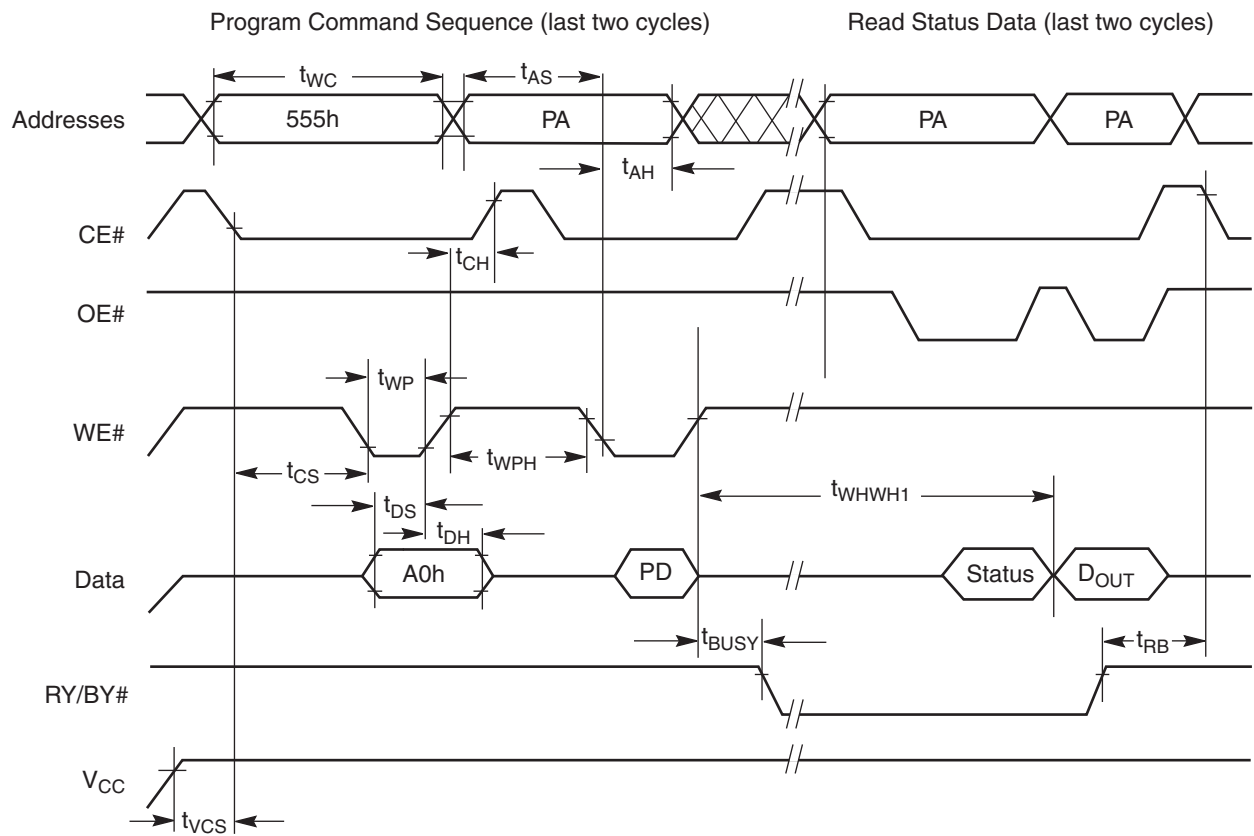 Program Command Sequence (last two cycles) Read Status Data (last two cycles)
tWC tAS
Addresses 555h PA PA PA
tAH
CE#
tCH
OE#
tWP
WE#
tWPH
tCS
tWHWH1
tDS
tDH
Data A0h PD Status DOUT
tBUSY tRB
RY/BY#
VCC
tVCS